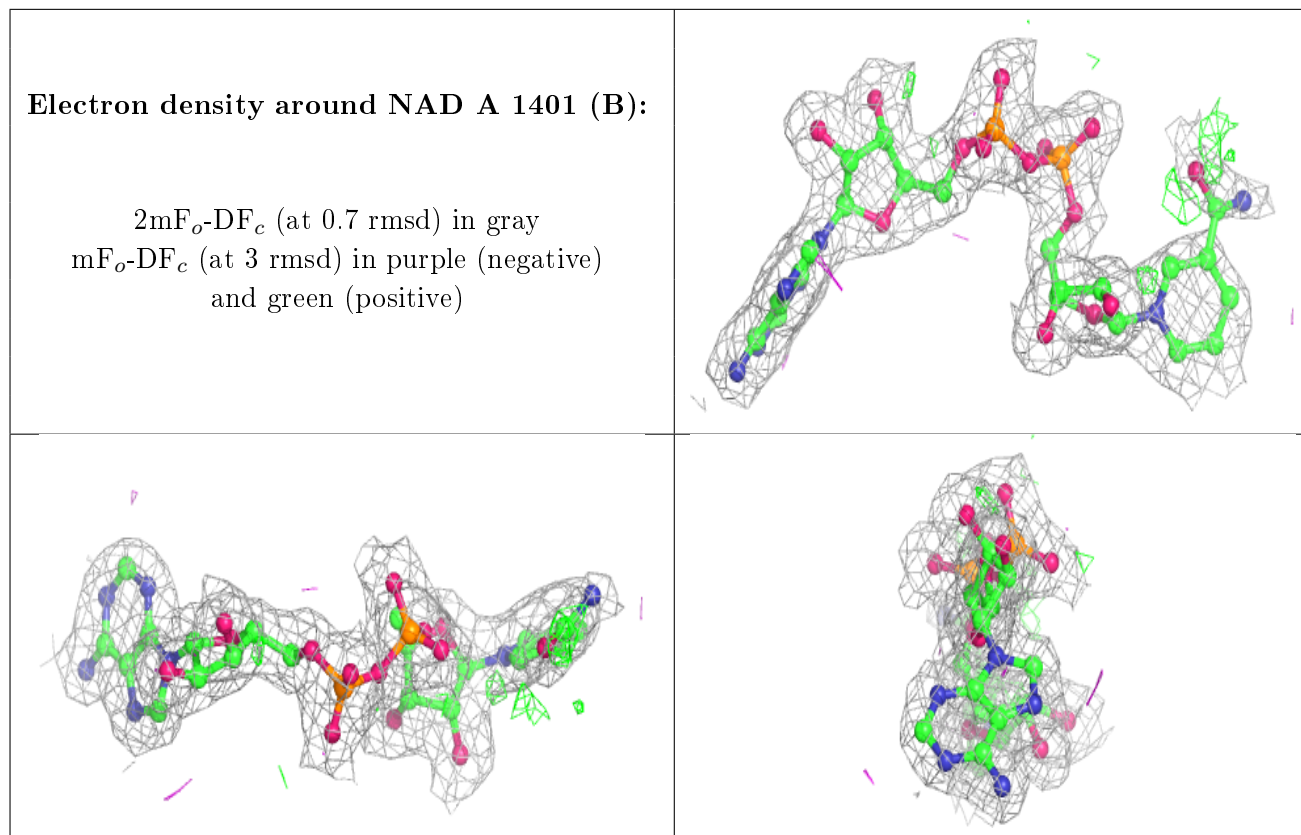 Electron density around NAD A 1401 (B):
2mFo-DFc (at 0.7 rmsd) in gray
mFo-DFc (at 3 rmsd) in purple (negative)
and green (positive)